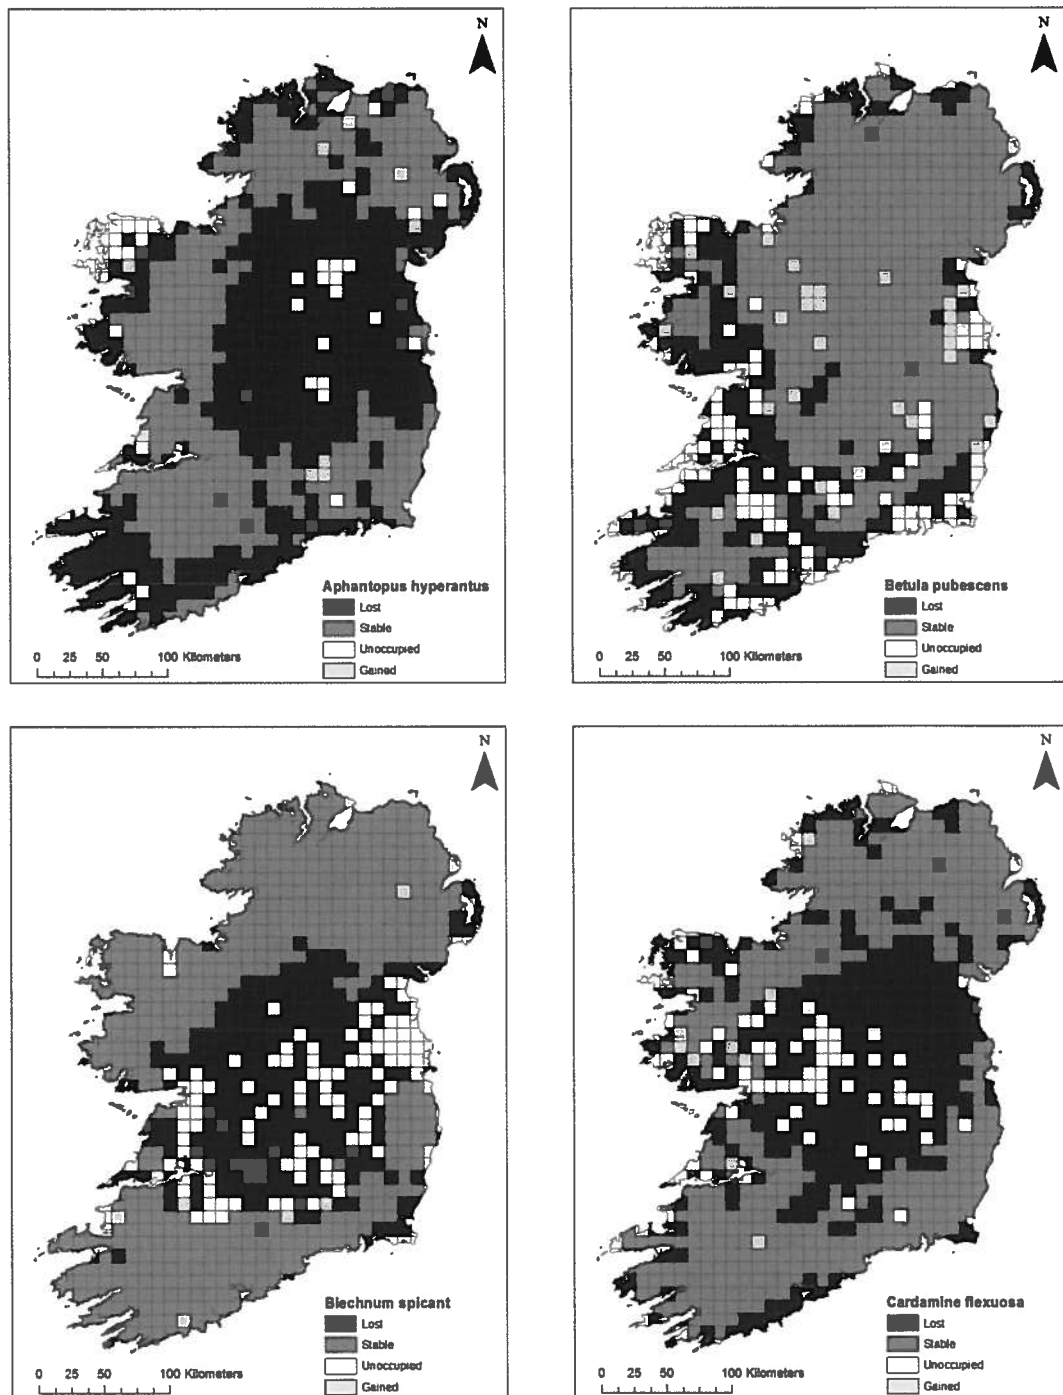 N
Aphantopus hyperantus
Lost
Stable
Unoccupied
Gained
0 25 50 100 Kilometers
N
Betula pubescens
Lost
Stable
Unoccupied
Gained
0 25 50 100 Kilometers
N
Blechnum spicant
Lost
Stable
Unoccupied
Gained
0 25 50 100 Kilometers
N
Cardamine flexuosa
Lost
Stable
Unoccupied
Gained
0 25 50 100 Kilometers